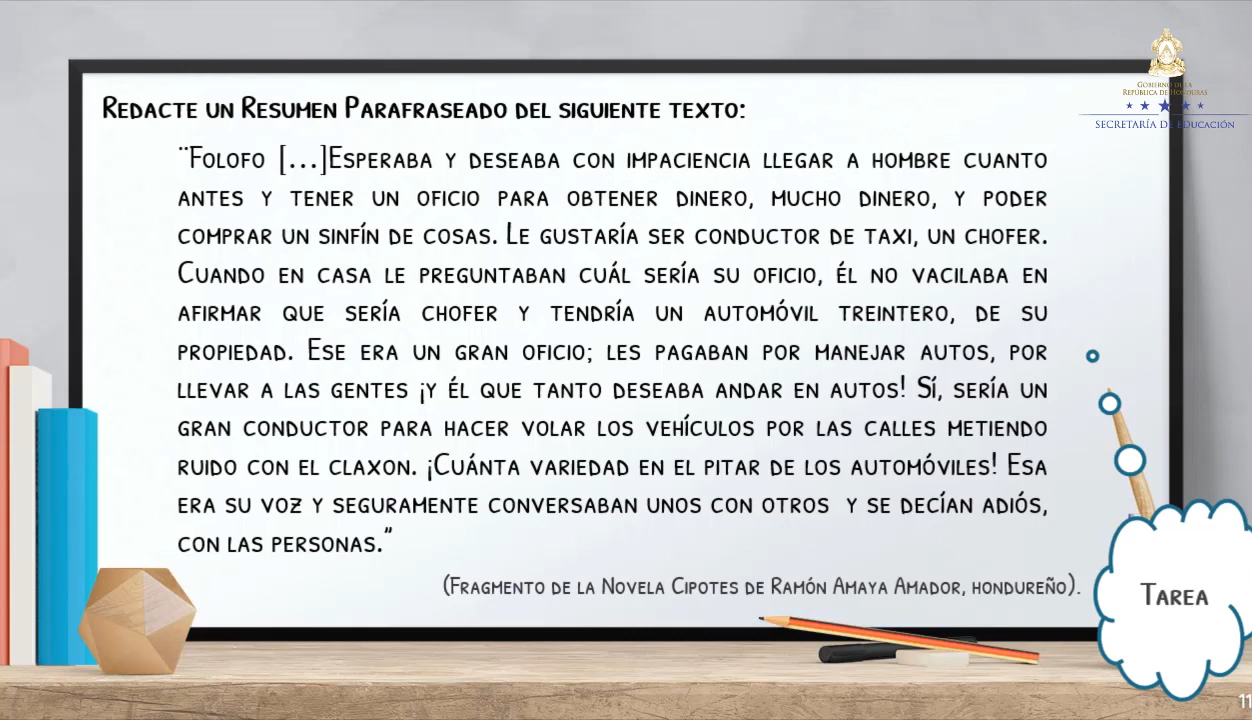 GOBIERNO DE LA
REPÚBLICA DE HONDURAS
SECRETARÍA DE EDUCACIÓN
REDACTE UN RESUMEN PARAFRASEADO DEL SIGUIENTE TEXTO:
¨FOLOFO [...]ESPERABA Y DESEABA CON IMPACIENCIA LLEGAR A HOMBRE CUANTO
ANTES Y TENER UN OFICIO PARA OBTENER DINERO, MUCHO DINERO, Y PODER
COMPRAR UN SINFÍN DE COSAS. LE GUSTARÍA SER CONDUCTOR DE TAXI, UN CHOFER.
CUANDO EN CASA LE PREGUNTABAN CUÁL SERÍA SU OFICIO, ÉL NO VACILABA EN
AFIRMAR QUE SERÍA CHOFER Y TENDRÍA UN AUTOMÓVIL TREINTERO, DE SU
PROPIEDAD. ESE ERA UN GRAN OFICIO; LES PAGABAN POR MANEJAR AUTOS, POR
LLEVAR A LAS GENTES ¡Y ÉL QUE TANTO DESEABA ANDAR EN AUTOS! SÍ, SERÍA UN
GRAN CONDUCTOR PARA HACER VOLAR LOS VEHÍCULOS POR LAS CALLES METIENDO
RUIDO CON EL CLAXON. ¡CUÁNTA VARIEDAD EN EL PITAR DE LOS AUTOMÓVILES! ESA
ERA SU VOZ Y SEGURAMENTE CONVERSABAN UNOS CON OTROS Y SE DECÍAN ADIÓS,
CON LAS PERSONAS.”
(FRAGMENTO DE LA NOVELA CIPOTES DE RAMÓN AMAYA AMADOR, HONDUREÑO).
TAREA
11